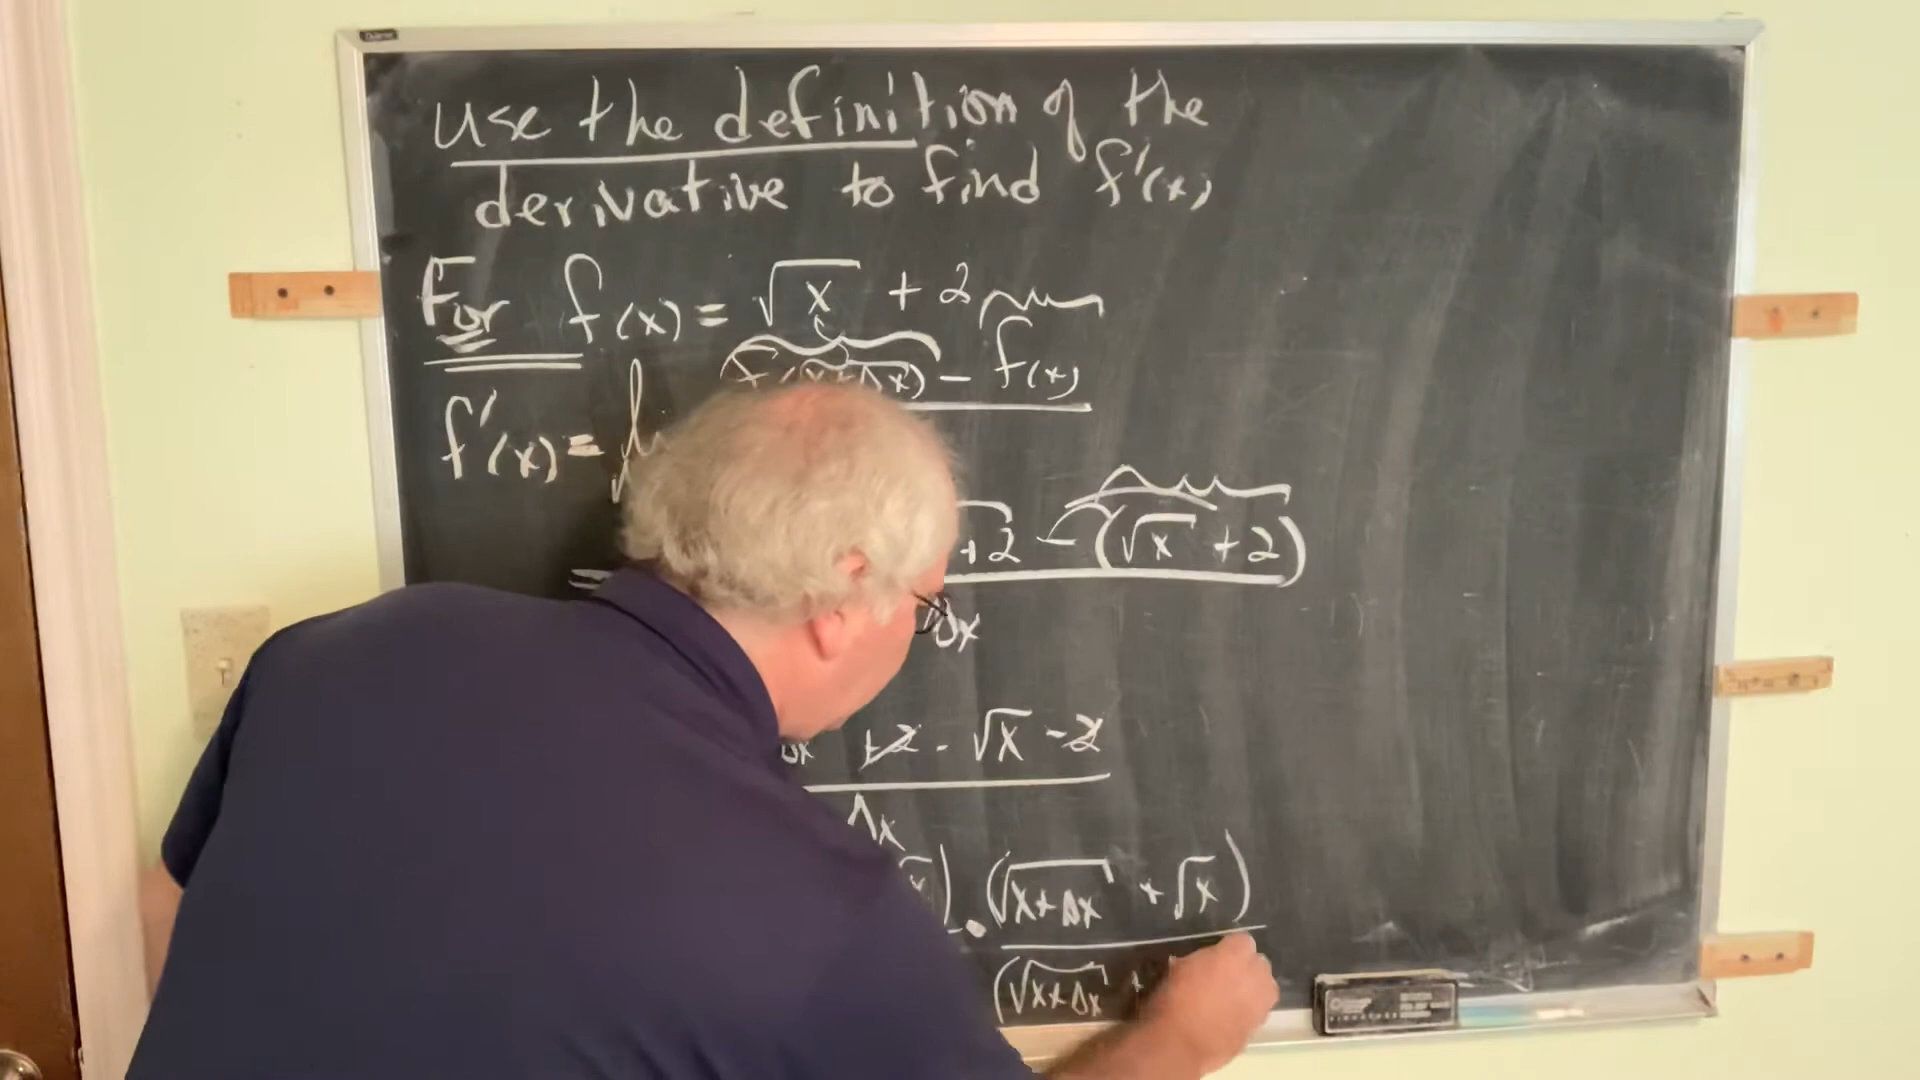 use the definition of the
derivative to find f'(x)
For f(x) = √x + 2
f(x+Δx) - f(x)
f'(x) = li
= +2 - (√x + 2)
Δx
Δx +2 - √x - 2
Δx
√x) · (√x+Δx + √x)
(√x+Δx +